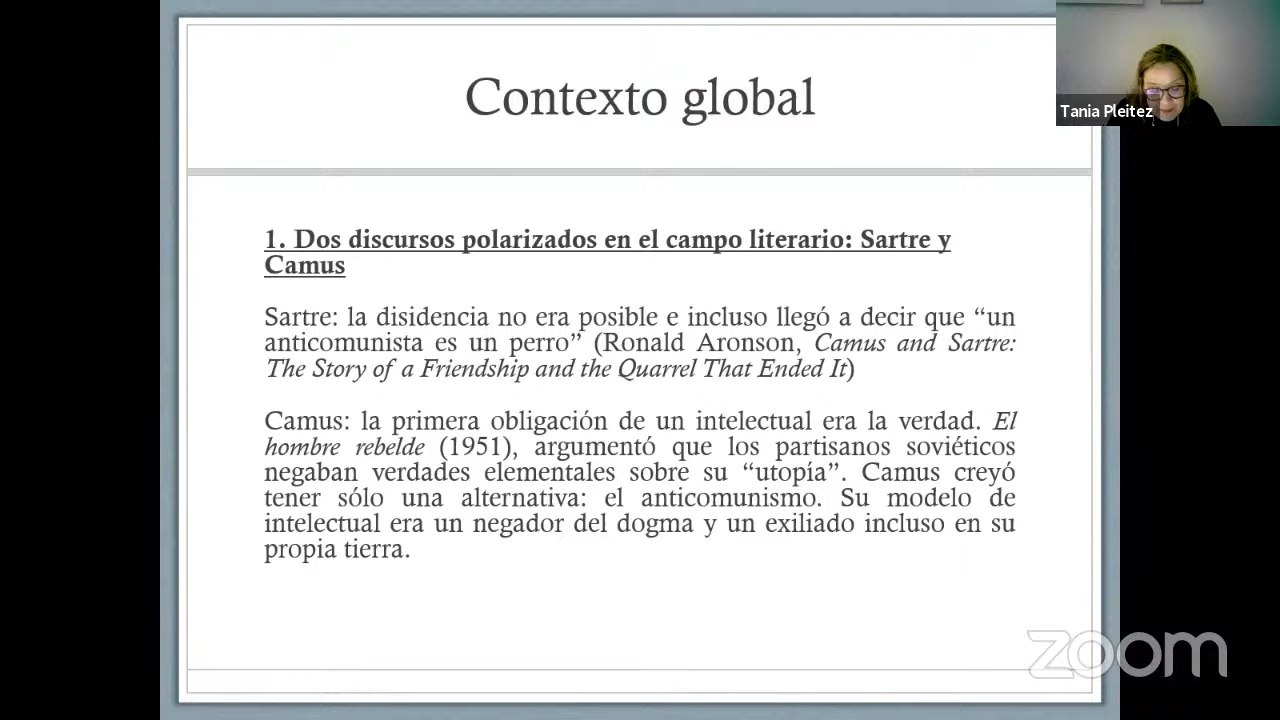 Contexto global
Tania Pleitez
1. Dos discursos polarizados en el campo literario: Sartre y
Camus
Sartre: la disidencia no era posible e incluso llegó a decir que “un
anticomunista es un perro” (Ronald Aronson, Camus and Sartre:
The Story of a Friendship and the Quarrel That Ended It)
Camus: la primera obligación de un intelectual era la verdad. El
hombre rebelde (1951), argumentó que los partisanos soviéticos
negaban verdades elementales sobre su “utopía”. Camus creyó
tener sólo una alternativa: el anticomunismo. Su modelo de
intelectual era un negador del dogma y un exiliado incluso en su
propia tierra.
zoom